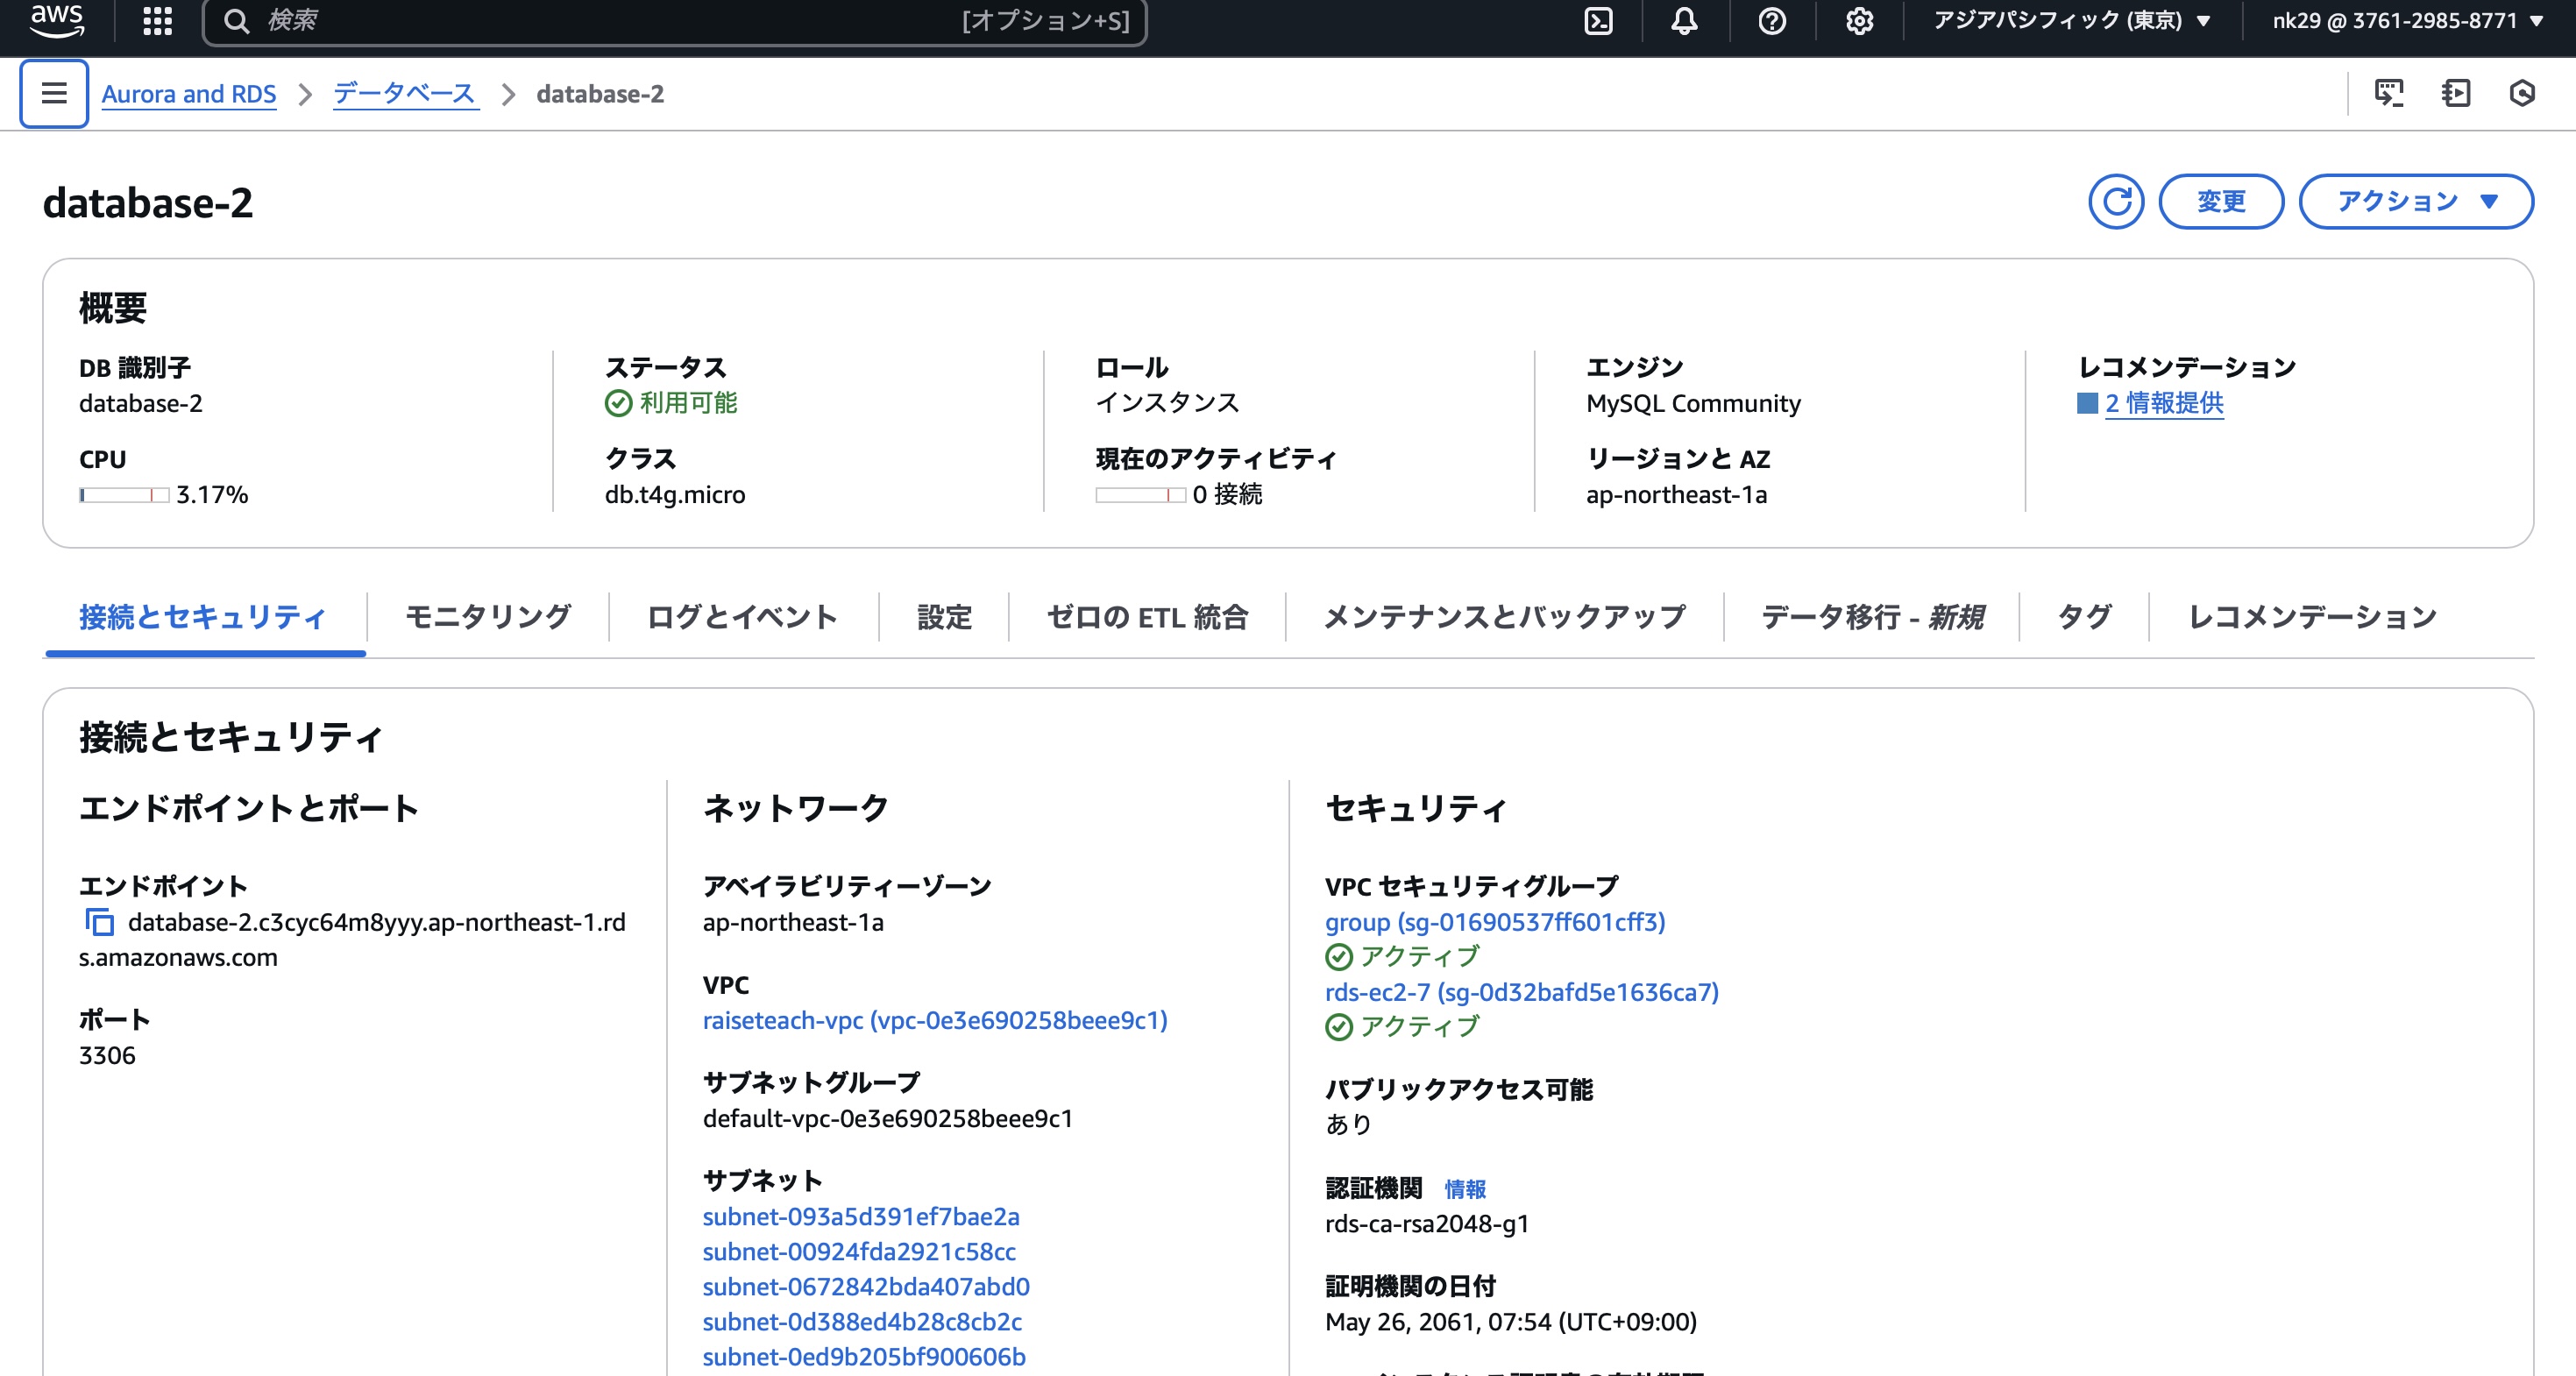 aws
検索
[オプション+S]
アジアパシフィック (東京)
nk29 @ 3761-2985-8771
Aurora and RDS
データベース
database-2
database-2
変更
アクション
概要
DB 識別子
database-2
ステータス
利用可能
ロール
インスタンス
エンジン
MySQL Community
レコメンデーション
2 情報提供
CPU
3.17%
クラス
db.t4g.micro
現在のアクティビティ
0 接続
リージョンと AZ
ap-northeast-1a
接続とセキュリティ
モニタリング
ログとイベント
設定
ゼロの ETL 統合
メンテナンスとバックアップ
データ移行 - 新規
タグ
レコメンデーション
接続とセキュリティ
エンドポイントとポート
エンドポイント
database-2.c3cyc64m8yyy.ap-northeast-1.rd
s.amazonaws.com
ポート
3306
ネットワーク
アベイラビリティーゾーン
ap-northeast-1a
VPC
raiseteach-vpc (vpc-0e3e690258beee9c1)
サブネットグループ
default-vpc-0e3e690258beee9c1
サブネット
subnet-093a5d391ef7bae2a
subnet-00924fda2921c58cc
subnet-0672842bda407abd0
subnet-0d388ed4b28c8cb2c
subnet-0ed9b205bf900606b
セキュリティ
VPC セキュリティグループ
group (sg-01690537ff601cff3)
アクティブ
rds-ec2-7 (sg-0d32bafd5e1636ca7)
アクティブ
パブリックアクセス可能
あり
認証機関
情報
rds-ca-rsa2048-g1
証明機関の日付
May 26, 2061, 07:54 (UTC+09:00)